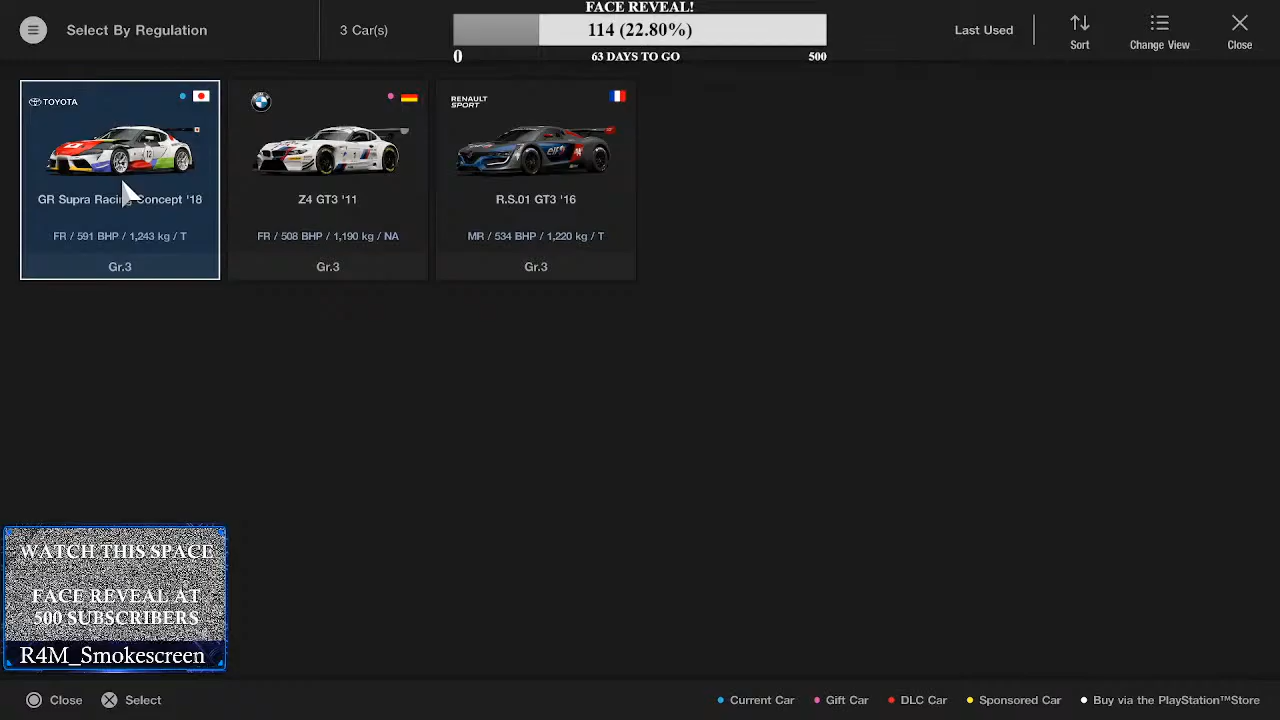 Select By Regulation
3 Car(s)
FACE REVEAL!
114 (22.80%)
0
63 DAYS TO GO
500
Last Used
Sort
Change View
Close
TOYOTA
GR Supra Racing Concept '18
FR / 591 BHP / 1,243 kg / T
Gr.3
Z4 GT3 '11
FR / 508 BHP / 1,190 kg / NA
Gr.3
RENAULT
SPORT
R.S.01 GT3 '16
MR / 534 BHP / 1,220 kg / T
Gr.3
WATCH THIS SPACE
FACE REVEAL AT
500 SUBSCRIBERS
R4M_Smokescreen
Close
Select
Current Car
Gift Car
DLC Car
Sponsored Car
Buy via the PlayStation™Store